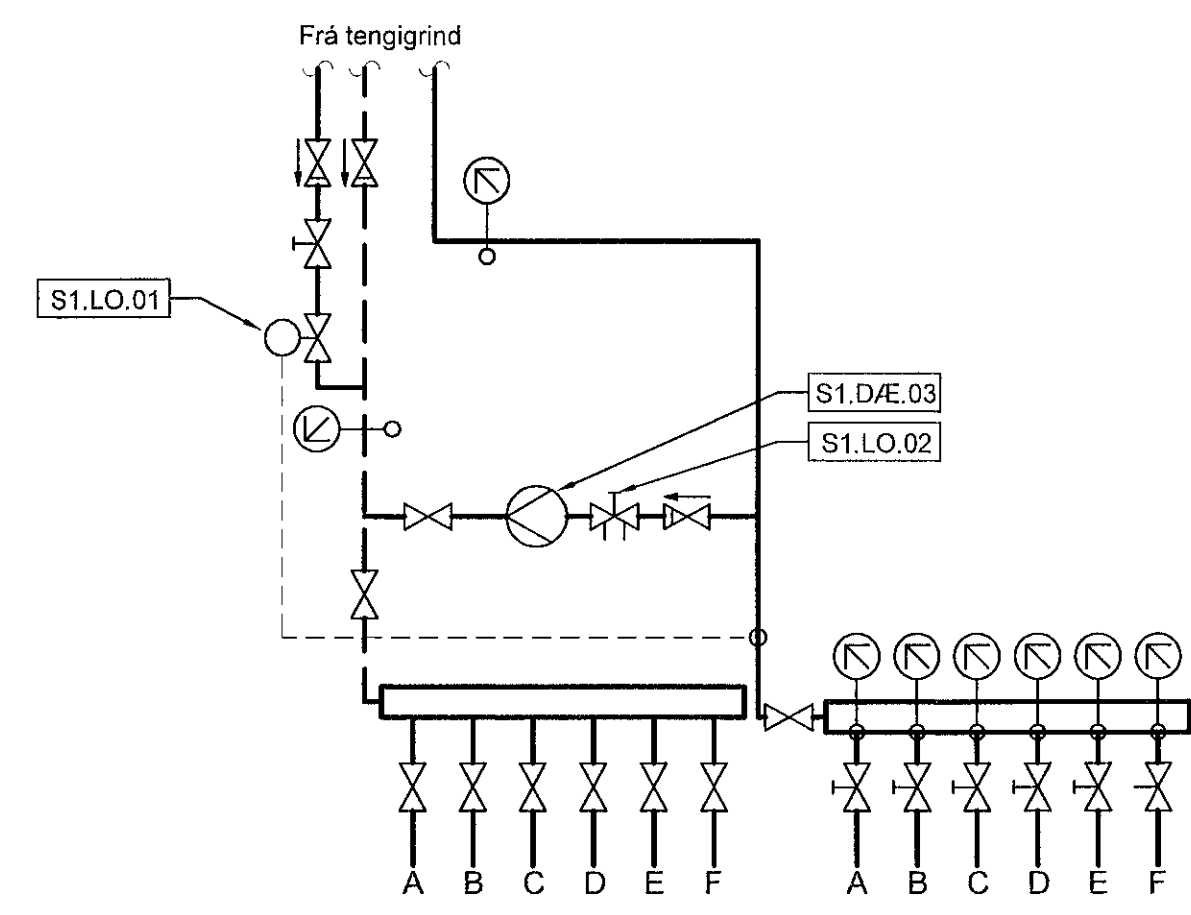 Frá tengigrind
S1.LO.01
S1.DÆ.03
S1.LO.02
A B C D E F
A B C D E F